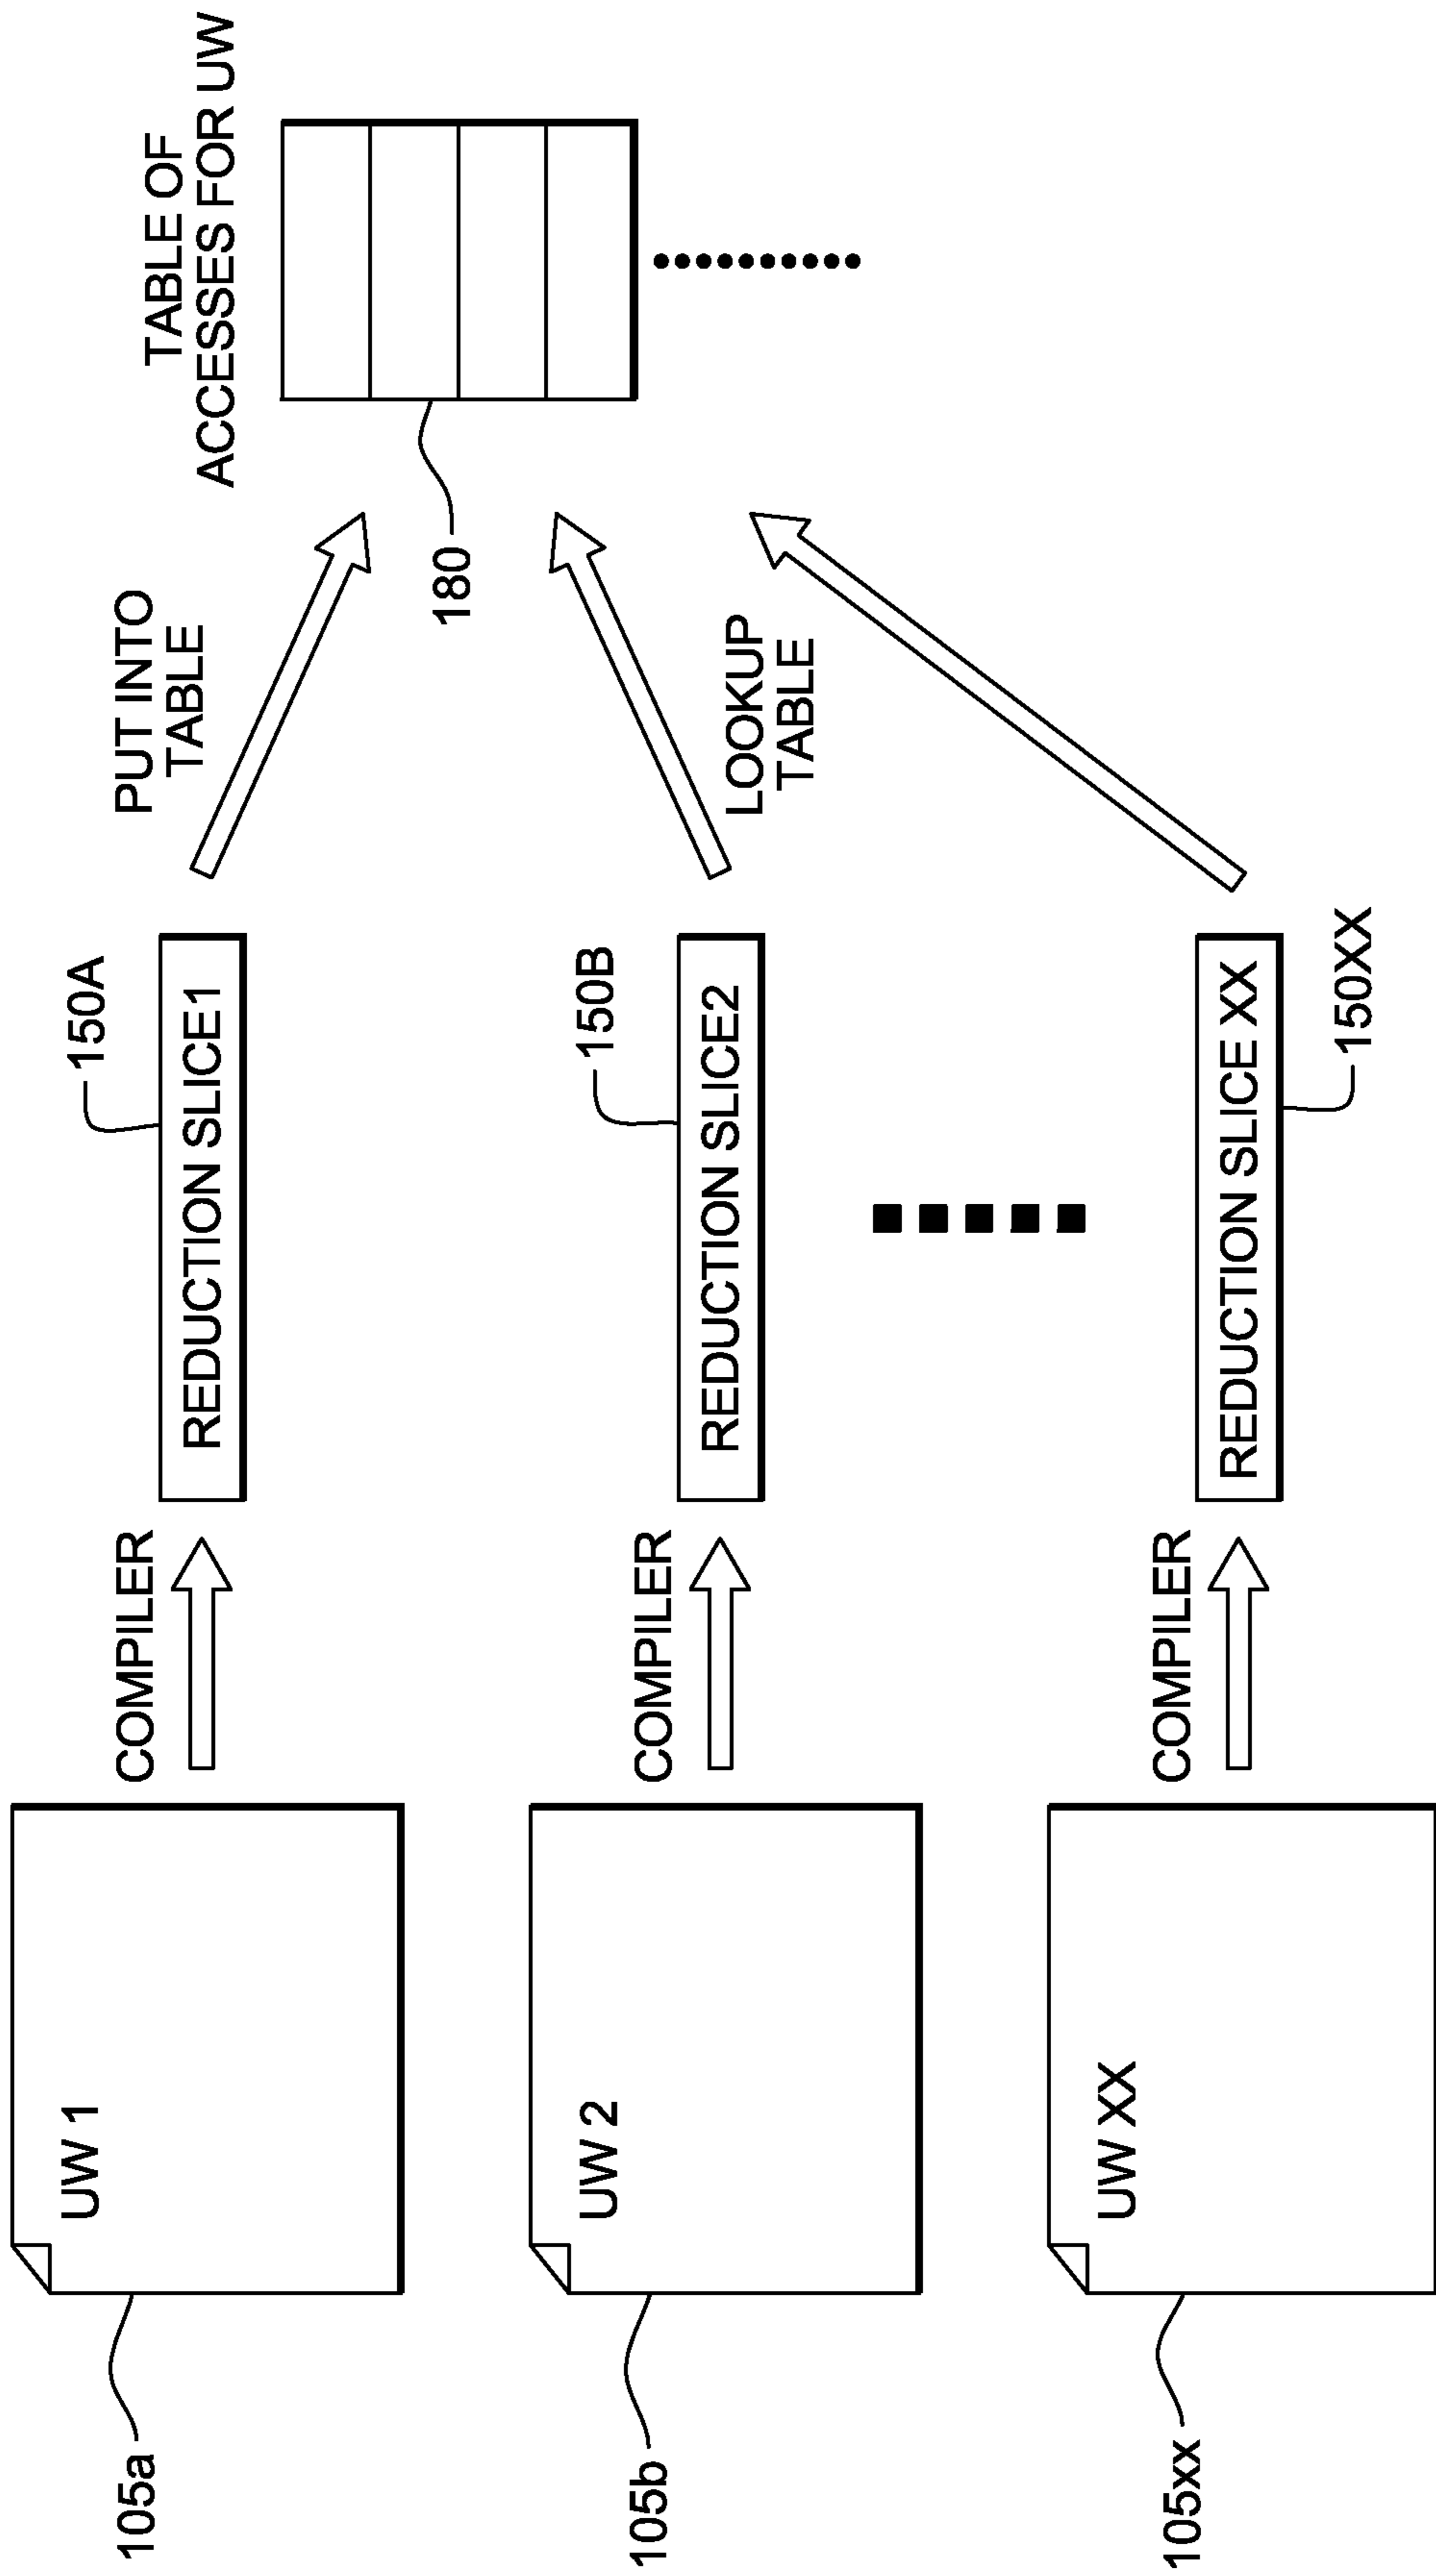 UW 1
105a
COMPILER
REDUCTION SLICE1
150A
PUT INTO
TABLE
TABLE OF
ACCESSES FOR UW
180
UW 2
105b
COMPILER
REDUCTION SLICE2
150B
LOOKUP
TABLE
UW XX
105xx
COMPILER
REDUCTION SLICE XX
150XX